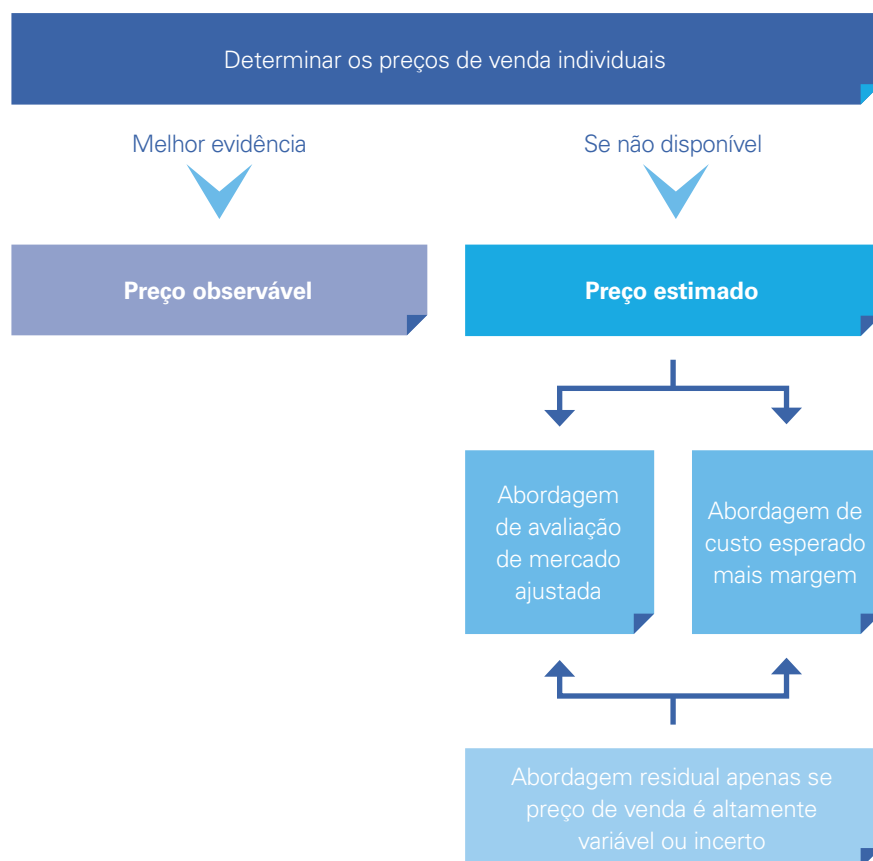 Determinar os preços de venda individuais
Melhor evidência
Se não disponível
Preço observável
Preço estimado
Abordagem
de avaliação
de mercado
ajustada
Abordagem de
custo esperado
mais margem
Abordagem residual apenas se
preço de venda é altamente
variável ou incerto